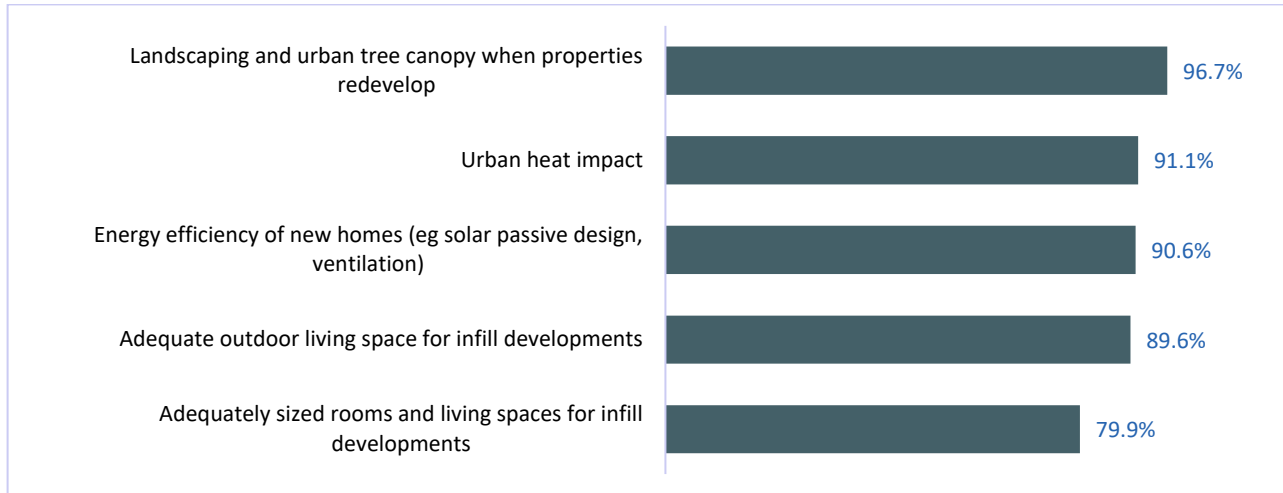 Landscaping and urban tree canopy when properties
redevelop
96.7%
Urban heat impact
91.1%
Energy efficiency of new homes (eg solar passive design,
ventilation)
90.6%
Adequate outdoor living space for infill developments
89.6%
Adequately sized rooms and living spaces for infill
developments
79.9%